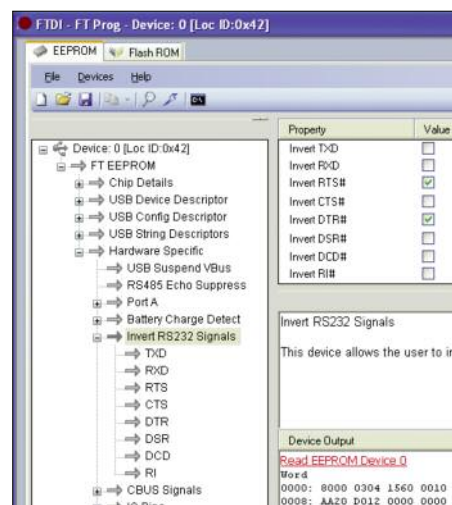 FTDI - FT Prog - Device: 0 [Loc ID:0x42]
EEPROM Flash ROM
File Devices Help
Device: 0 [Loc ID:0x42]
FT EEPROM
Chip Details
USB Device Descriptor
USB Config Descriptor
USB String Descriptors
Hardware Specific
USB Suspend VBus
RS485 Echo Suppress
Port A
Battery Charge Detect
Invert RS232 Signals
TXD
RXD
RTS
CTS
DTR
DSR
DCD
RI
CBUS Signals
Property Value
Invert TXD
Invert RXD
Invert RTS#
Invert CTS#
Invert DTR#
Invert DSR#
Invert DCD#
Invert RI#
Invert RS232 Signals
This device allows the user to in
Device Output
Read EEPROM Device 0
Word
0000: 8000 0304 1560 0010
0008: AA20 D012 0000 0000